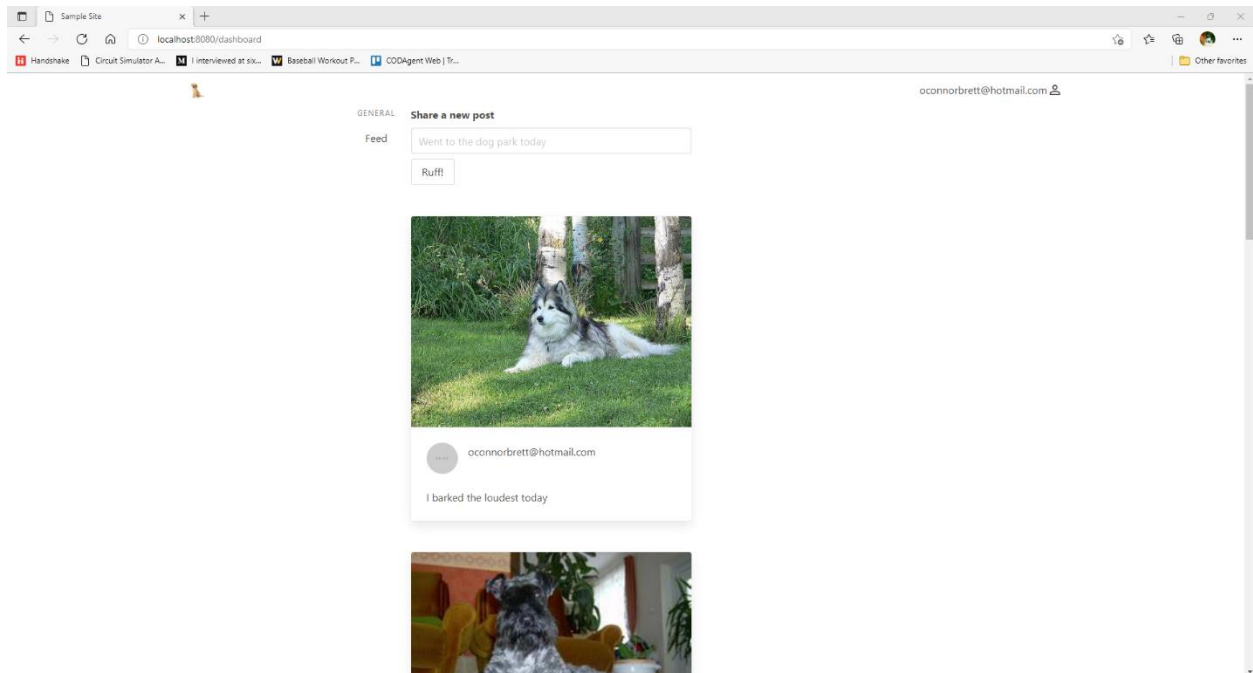 Sample Site
localhost:8080/dashboard
Handshake Circuit Simulator A... I interviewed at six... Baseball Workout P... CODAgent Web | Tr... Other favorites
oconnorbrett@hotmail.com
GENERAL
Share a new post
Feed
Went to the dog park today
Ruff!
oconnorbrett@hotmail.com
I barked the loudest today